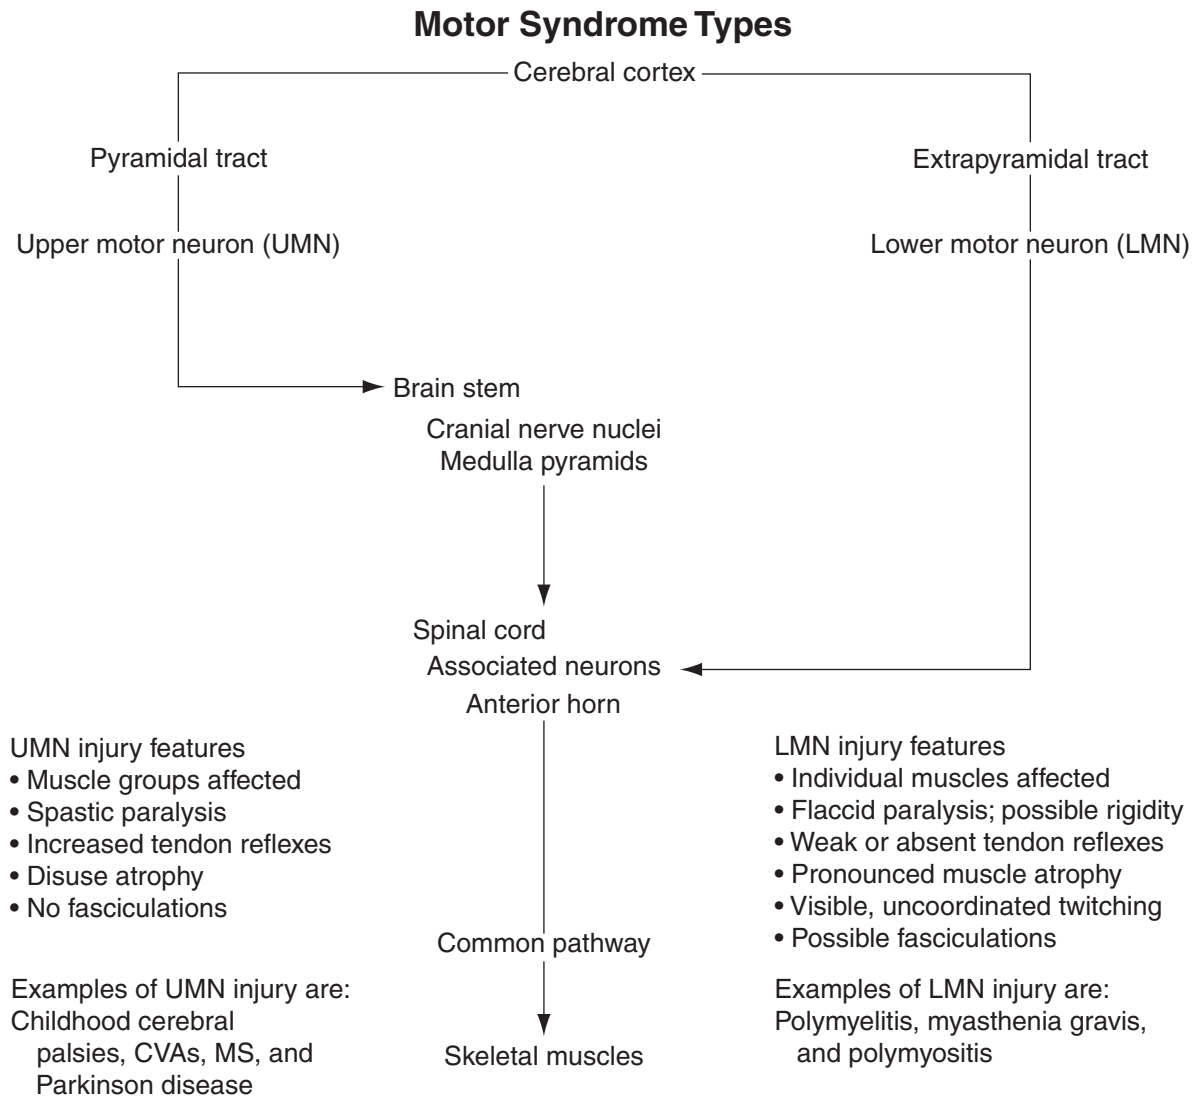 Motor Syndrome Types
Cerebral cortex
Pyramidal tract
Extrapyramidal tract
Upper motor neuron (UMN)
Lower motor neuron (LMN)
Brain stem
Cranial nerve nuclei
Medulla pyramids
Spinal cord
Associated neurons
Anterior horn
UMN injury features
• Muscle groups affected
• Spastic paralysis
• Increased tendon reflexes
• Disuse atrophy
• No fasciculations
LMN injury features
• Individual muscles affected
• Flaccid paralysis; possible rigidity
• Weak or absent tendon reflexes
• Pronounced muscle atrophy
• Visible, uncoordinated twitching
• Possible fasciculations
Common pathway
Examples of UMN injury are:
Childhood cerebral
palsies, CVAs, MS, and
Parkinson disease
Examples of LMN injury are:
Polymyelitis, myasthenia gravis,
and polymyositis
Skeletal muscles